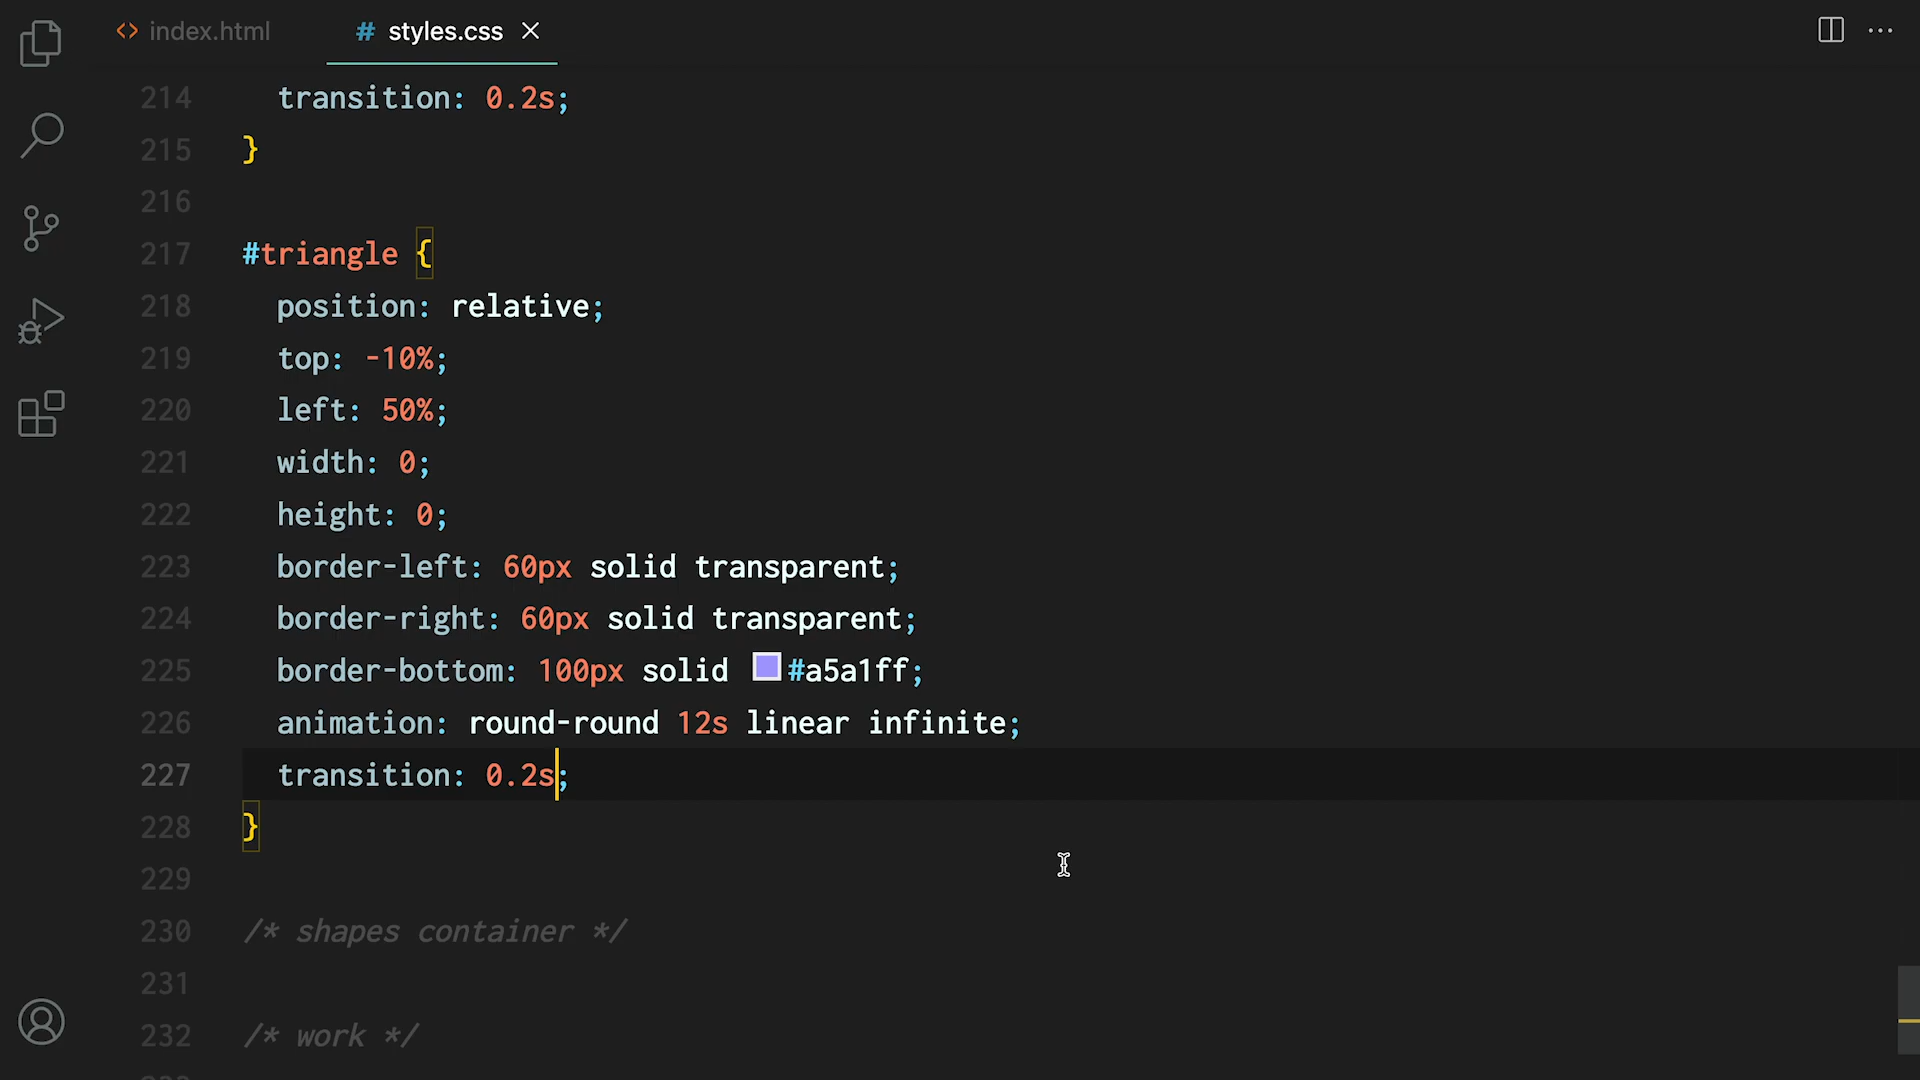 index.html
# styles.css
214 transition: 0.2s;
215 }
216
217 #triangle {
218 position: relative;
219 top: -10%;
220 left: 50%;
221 width: 0;
222 height: 0;
223 border-left: 60px solid transparent;
224 border-right: 60px solid transparent;
225 border-bottom: 100px solid #a5a1ff;
226 animation: round-round 12s linear infinite;
227 transition: 0.2s;
228 }
229
230 /* shapes container */
231
232 /* work */